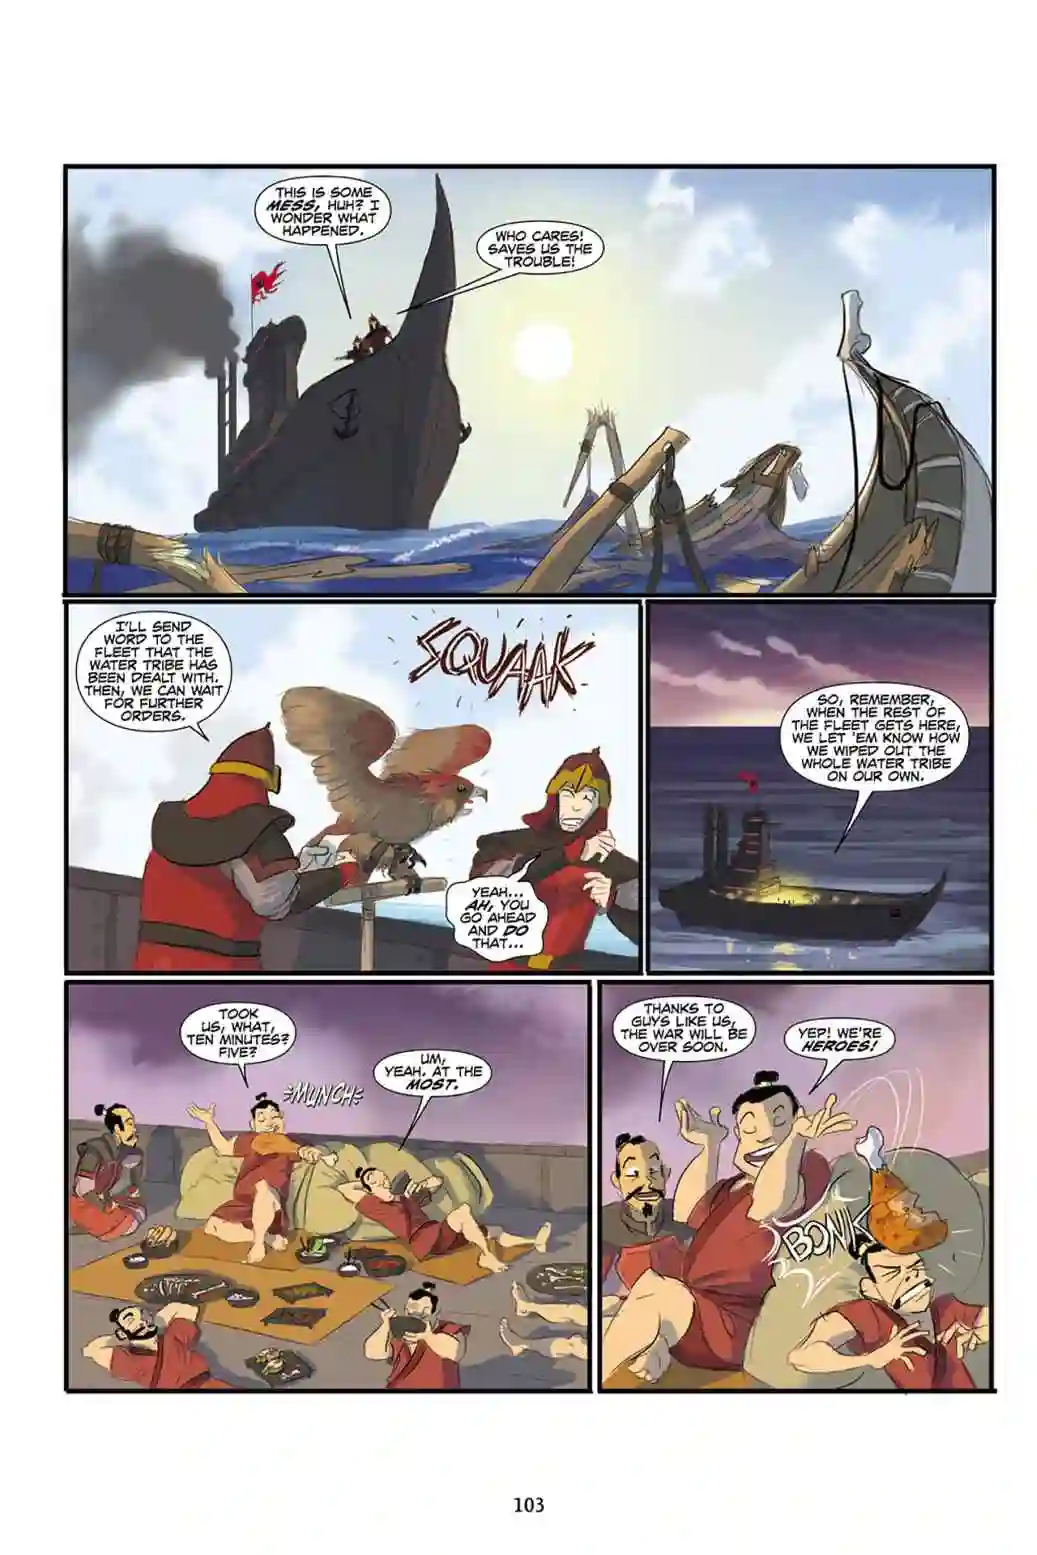 THIS IS SOME
MESS, HUH? I
WONDER WHAT
HAPPENED.
WHO CARES!
SAVES US THE
TROUBLE!
I'LL SEND
WORD TO THE
FLEET THAT THE
WATER TRIBE HAS
BEEN DEALT WITH.
THEN, WE CAN WAIT
FOR FURTHER
ORDERS.
SQUAAK
YEAH...
AH, YOU
GO AHEAD
AND DO
THAT...
SO, REMEMBER,
WHEN THE REST OF
THE FLEET GETS HERE,
WE LET 'EM KNOW HOW
WE WIPED OUT THE
WHOLE WATER TRIBE
ON OUR OWN.
TOOK
US, WHAT,
TEN MINUTES?
FIVE?
MUNCH
UM,
YEAH. AT THE
MOST.
THANKS TO
GUYS LIKE US,
THE WAR WILL BE
OVER SOON.
YEP! WE'RE
HEROES!
BONK
103